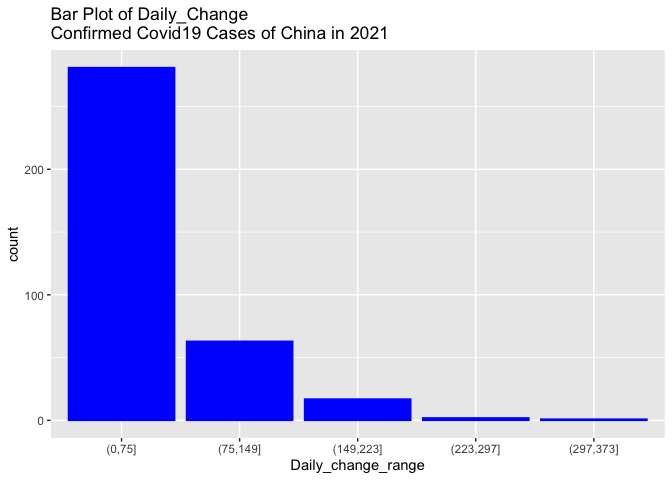 Bar Plot of Daily_Change
Confirmed Covid19 Cases of China in 2021
count
200
100
0
(0,75] (75,149] (149,223] (223,297] (297,373]
Daily_change_range